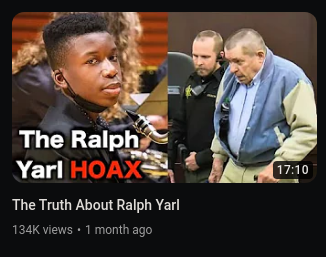 The Ralph
Yarl HOAX
17:10
The Truth About Ralph Yarl
134K views • 1 month ago